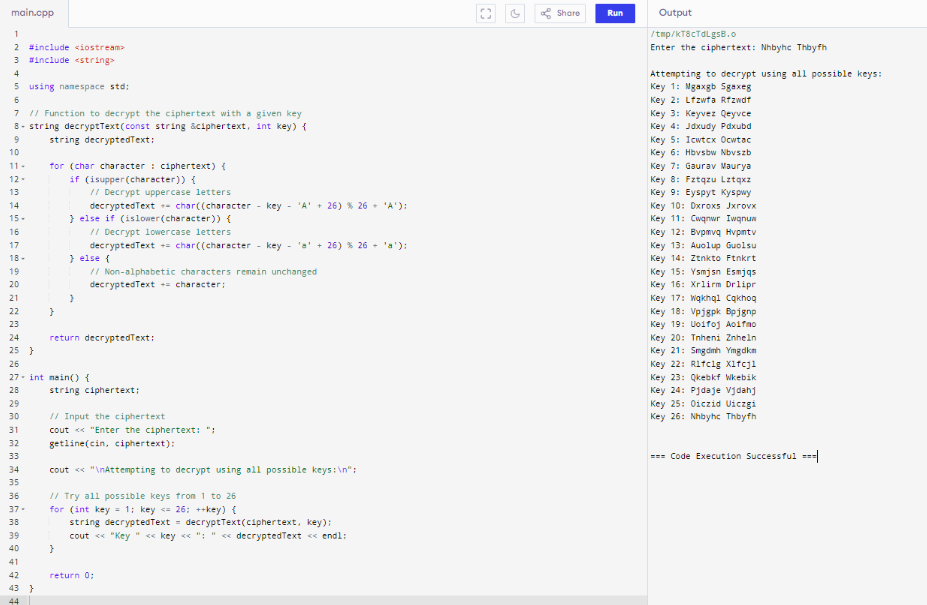 main.cpp
Share
Run
Output
1
2 #include <iostream>
3 #include <string>
4
5 using namespace std;
6
7 // Function to decrypt the ciphertext with a given key
8 string decryptText(const string &ciphertext, int key) {
9 string decryptedText;
10
11 for (char character : ciphertext) {
12 if (isupper(character)) {
13 // Decrypt uppercase letters
14 decryptedText += char((character - key - 'A' + 26) % 26 + 'A');
15 } else if (islower(character)) {
16 // Decrypt lowercase letters
17 decryptedText += char((character - key - 'a' + 26) % 26 + 'a');
18 } else {
19 // Non-alphabetic characters remain unchanged
20 decryptedText += character;
21 }
22 }
23
24 return decryptedText;
25 }
26
27 int main() {
28 string ciphertext;
29
30 // Input the ciphertext
31 cout << "Enter the ciphertext: ";
32 getline(cin, ciphertext);
33
34 cout << "\nAttempting to decrypt using all possible keys:\n";
35
36 // Try all possible keys from 1 to 26
37 for (int key = 1; key <= 26; ++key) {
38 string decryptedText = decryptText(ciphertext, key);
39 cout << "Key " << key << ": " << decryptedText << endl;
40 }
41
42 return 0;
43 }
44
/tmp/kT8cTdLgsB.o
Enter the ciphertext: Nhbyhc Thbyfh
Attempting to decrypt using all possible keys:
Key 1: Mgaxgb Sgaxeg
Key 2: Lfzwfa Rfzwdf
Key 3: Keyvez Qeyvce
Key 4: Jdxudy Pdxubd
Key 5: Icwtcx Ocwtac
Key 6: Hbvsbw Nbvszb
Key 7: Gaurav Maurya
Key 8: Fztqzu Lztqxz
Key 9: Eyspyt Kyspwy
Key 10: Dxroxs Jxrovx
Key 11: Cwqnwr Iwqnuw
Key 12: Bvpmvq Hvpmtv
Key 13: Auolup Guolsu
Key 14: Ztnkto Ftnkrt
Key 15: Ysmjsn Esmjqs
Key 16: Xrlirm Drlipr
Key 17: Wqkhql Cqkhoq
Key 18: Vpjgpk Bpjgnp
Key 19: Uoifoj Aoifmo
Key 20: Tnheni Znheln
Key 21: Smgdmh Ymgdkm
Key 22: Rlfclg Xlfcjl
Key 23: Qkebkf Wkebik
Key 24: Pjdaje Vjdahj
Key 25: Oiczid Uiczgi
Key 26: Nhbyhc Thbyfh
=== Code Execution Successful ===